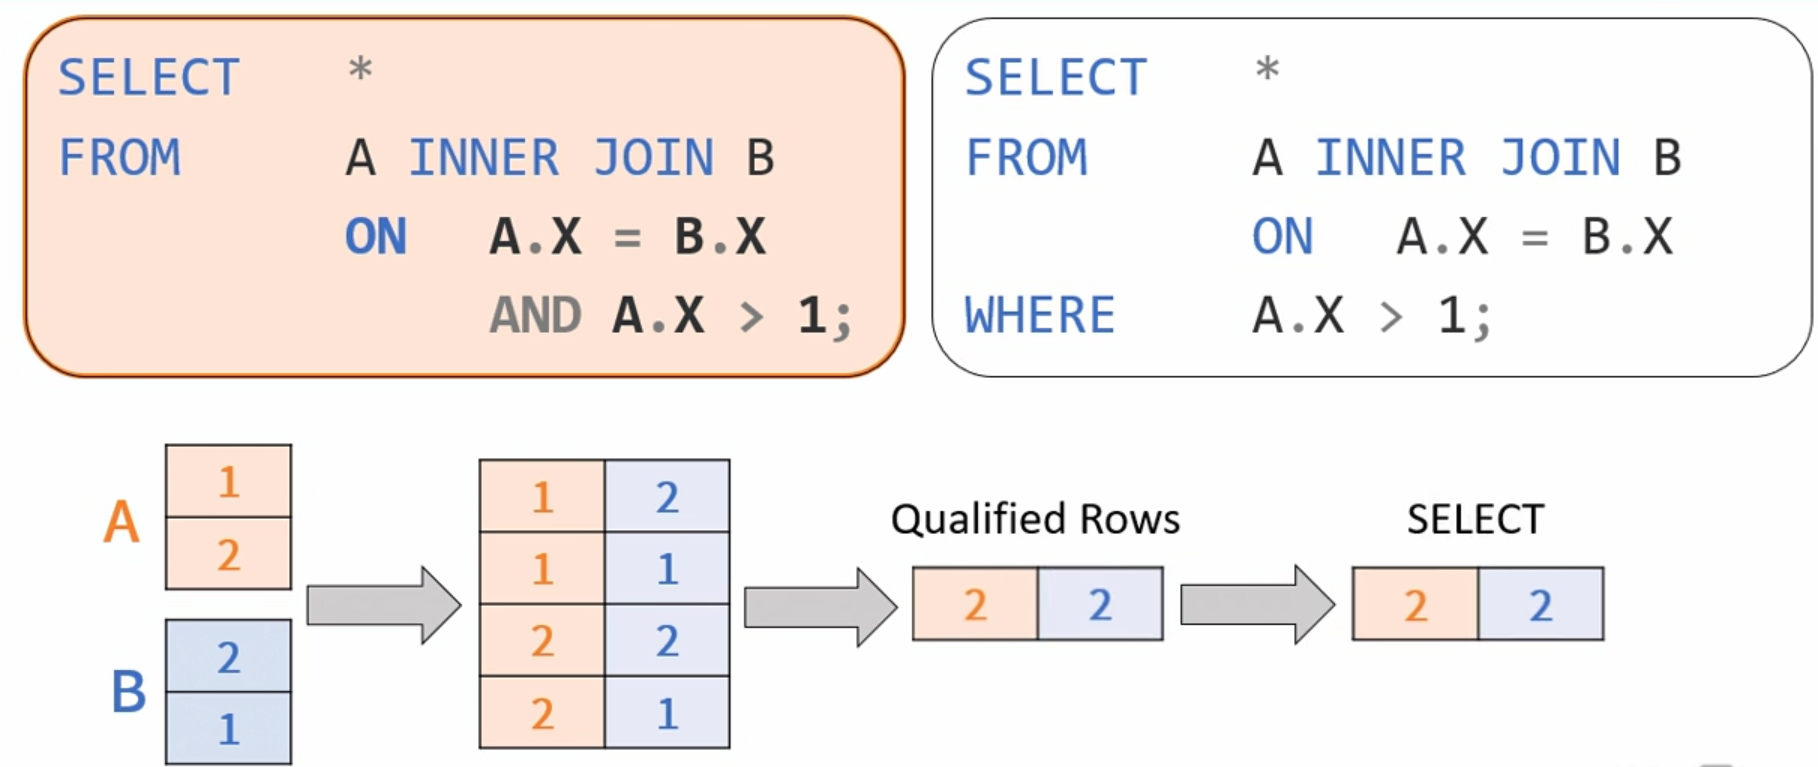 SELECT *
FROM A INNER JOIN B
ON A.X = B.X
AND A.X > 1;
SELECT *
FROM A INNER JOIN B
ON A.X = B.X
WHERE A.X > 1;
A
1
2
B
2
1
1 2
1 1
2 2
2 1
Qualified Rows
2 2
SELECT
2 2